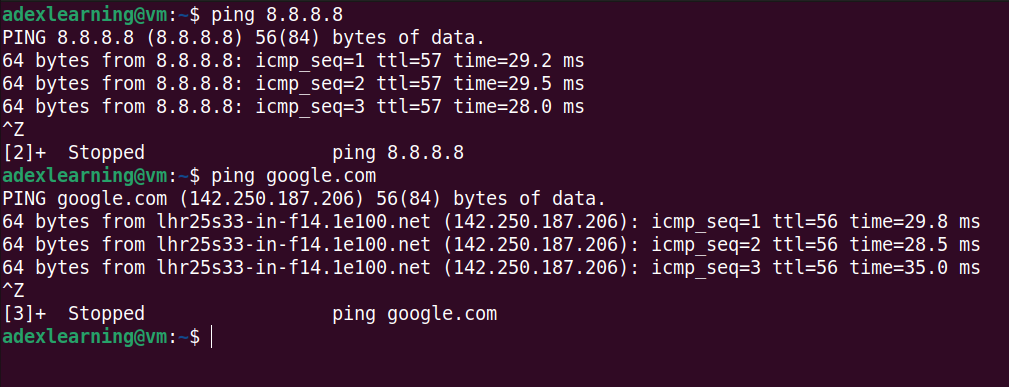 adexlearning@vm:~$ ping 8.8.8.8
PING 8.8.8.8 (8.8.8.8) 56(84) bytes of data.
64 bytes from 8.8.8.8: icmp_seq=1 ttl=57 time=29.2 ms
64 bytes from 8.8.8.8: icmp_seq=2 ttl=57 time=29.5 ms
64 bytes from 8.8.8.8: icmp_seq=3 ttl=57 time=28.0 ms
^Z
[2]+  Stopped                 ping 8.8.8.8
adexlearning@vm:~$ ping google.com
PING google.com (142.250.187.206) 56(84) bytes of data.
64 bytes from lhr25s33-in-f14.1e100.net (142.250.187.206): icmp_seq=1 ttl=56 time=29.8 ms
64 bytes from lhr25s33-in-f14.1e100.net (142.250.187.206): icmp_seq=2 ttl=56 time=28.5 ms
64 bytes from lhr25s33-in-f14.1e100.net (142.250.187.206): icmp_seq=3 ttl=56 time=35.0 ms
^Z
[3]+  Stopped                 ping google.com
adexlearning@vm:~$